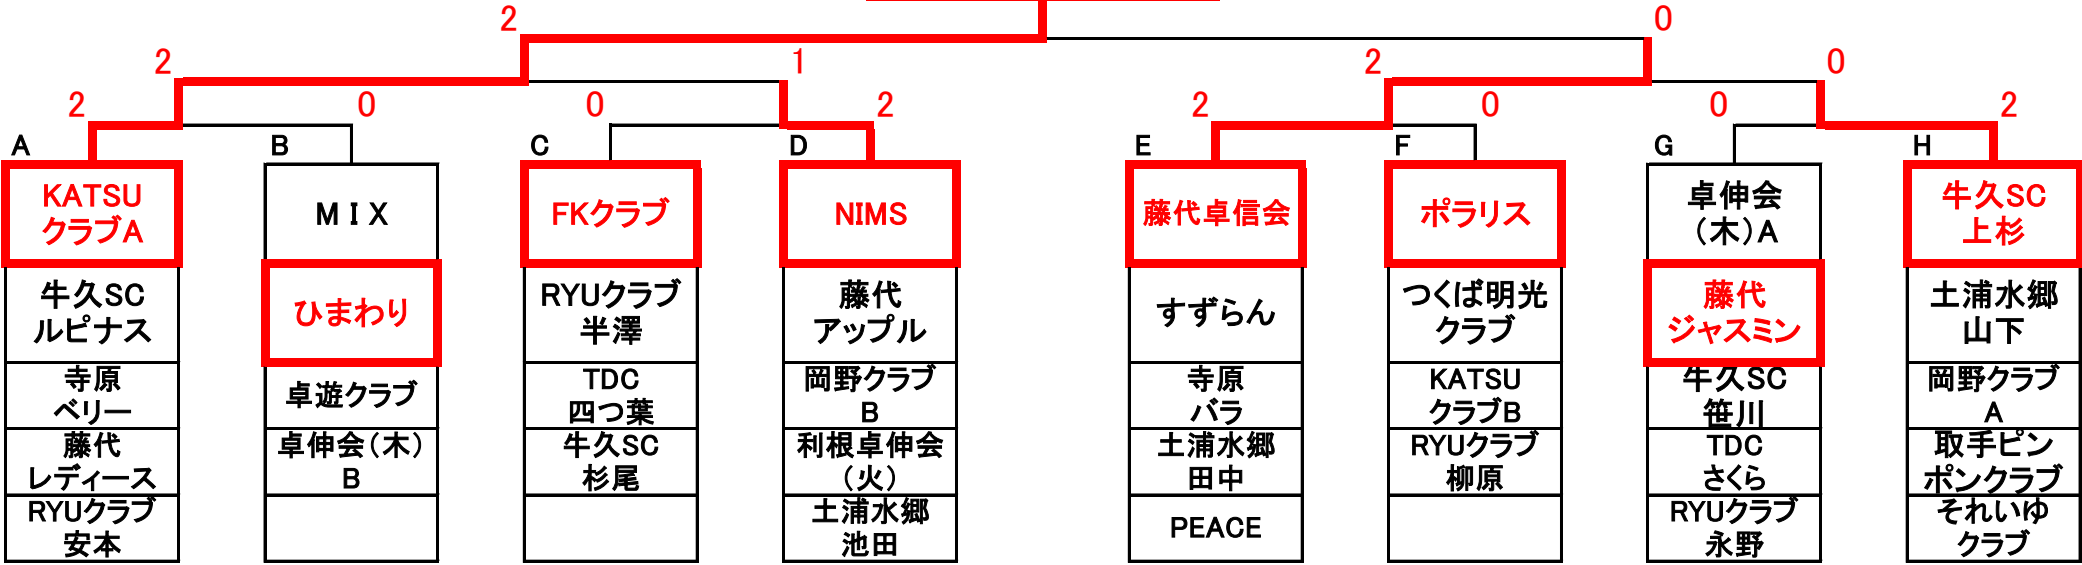 2
0
2
1
2
0
2
0
0
2
2
0
0
2
A
B
C
D
E
F
G
H
KATSU
クラブA
ＭＩＸ
FKクラブ
NIMS
藤代卓信会
ポラリス
卓伸会
（木）A
牛久SC
上杉
牛久SC
ルピナス
ひまわり
RYUクラブ
半澤
藤代
アップル
すずらん
つくば明光
クラブ
藤代
ジャスミン
土浦水郷
山下
寺原
ベリー
卓遊クラブ
TDC
四つ葉
岡野クラブ
B
寺原
バラ
KATSU
クラブB
牛久SC
笹川
岡野クラブ
A
藤代
レディース
卓伸会（木）
B
牛久SC
杉尾
利根卓伸会
（火）
土浦水郷
田中
RYUクラブ
柳原
TDC
さくら
取手ピン
ポンクラブ
RYUクラブ
安本
土浦水郷
池田
PEACE
RYUクラブ
永野
それいゆ
クラブ